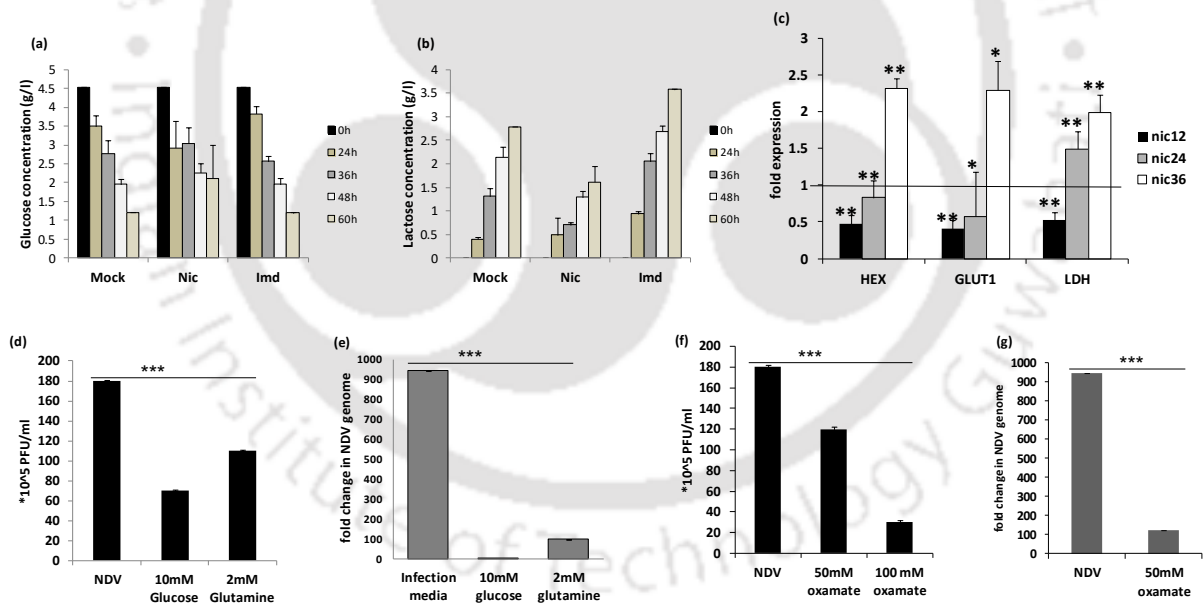 (a)
Glucose concentration (g/l)
5
4.5
4
3.5
3
2.5
2
1.5
1
0.5
0
Mock Nic Imd
0h
24h
36h
48h
60h
(b)
Lactose concentration (g/l)
4
3.5
3
2.5
2
1.5
1
0.5
0
Mock Nic Imd
0h
24h
36h
48h
60h
(c)
fold expression
3
2.5
2
1.5
1
0.5
0
** ** **
** * *
** ** **
HEX GLUT1 LDH
nic12
nic24
nic36
(d)
*10^5 PFU/ml
200
180
160
140
120
100
80
60
40
20
0
***
NDV 10mM 2mM
Glucose Glutamine
(e)
fold change in NDV genome
1000
900
800
700
600
500
400
300
200
100
***
Infection 10mM 2mM
media glucose glutamine
(f)
*10^5 PFU/ml
200
180
160
140
120
100
80
60
40
20
0
***
NDV 50mM 100 mM
oxamate oxamate
(g)
fold change in NDV genome
1000
900
800
700
600
500
400
300
200
100
0
***
NDV 50mM
oxamate
Institute of Technology Guw